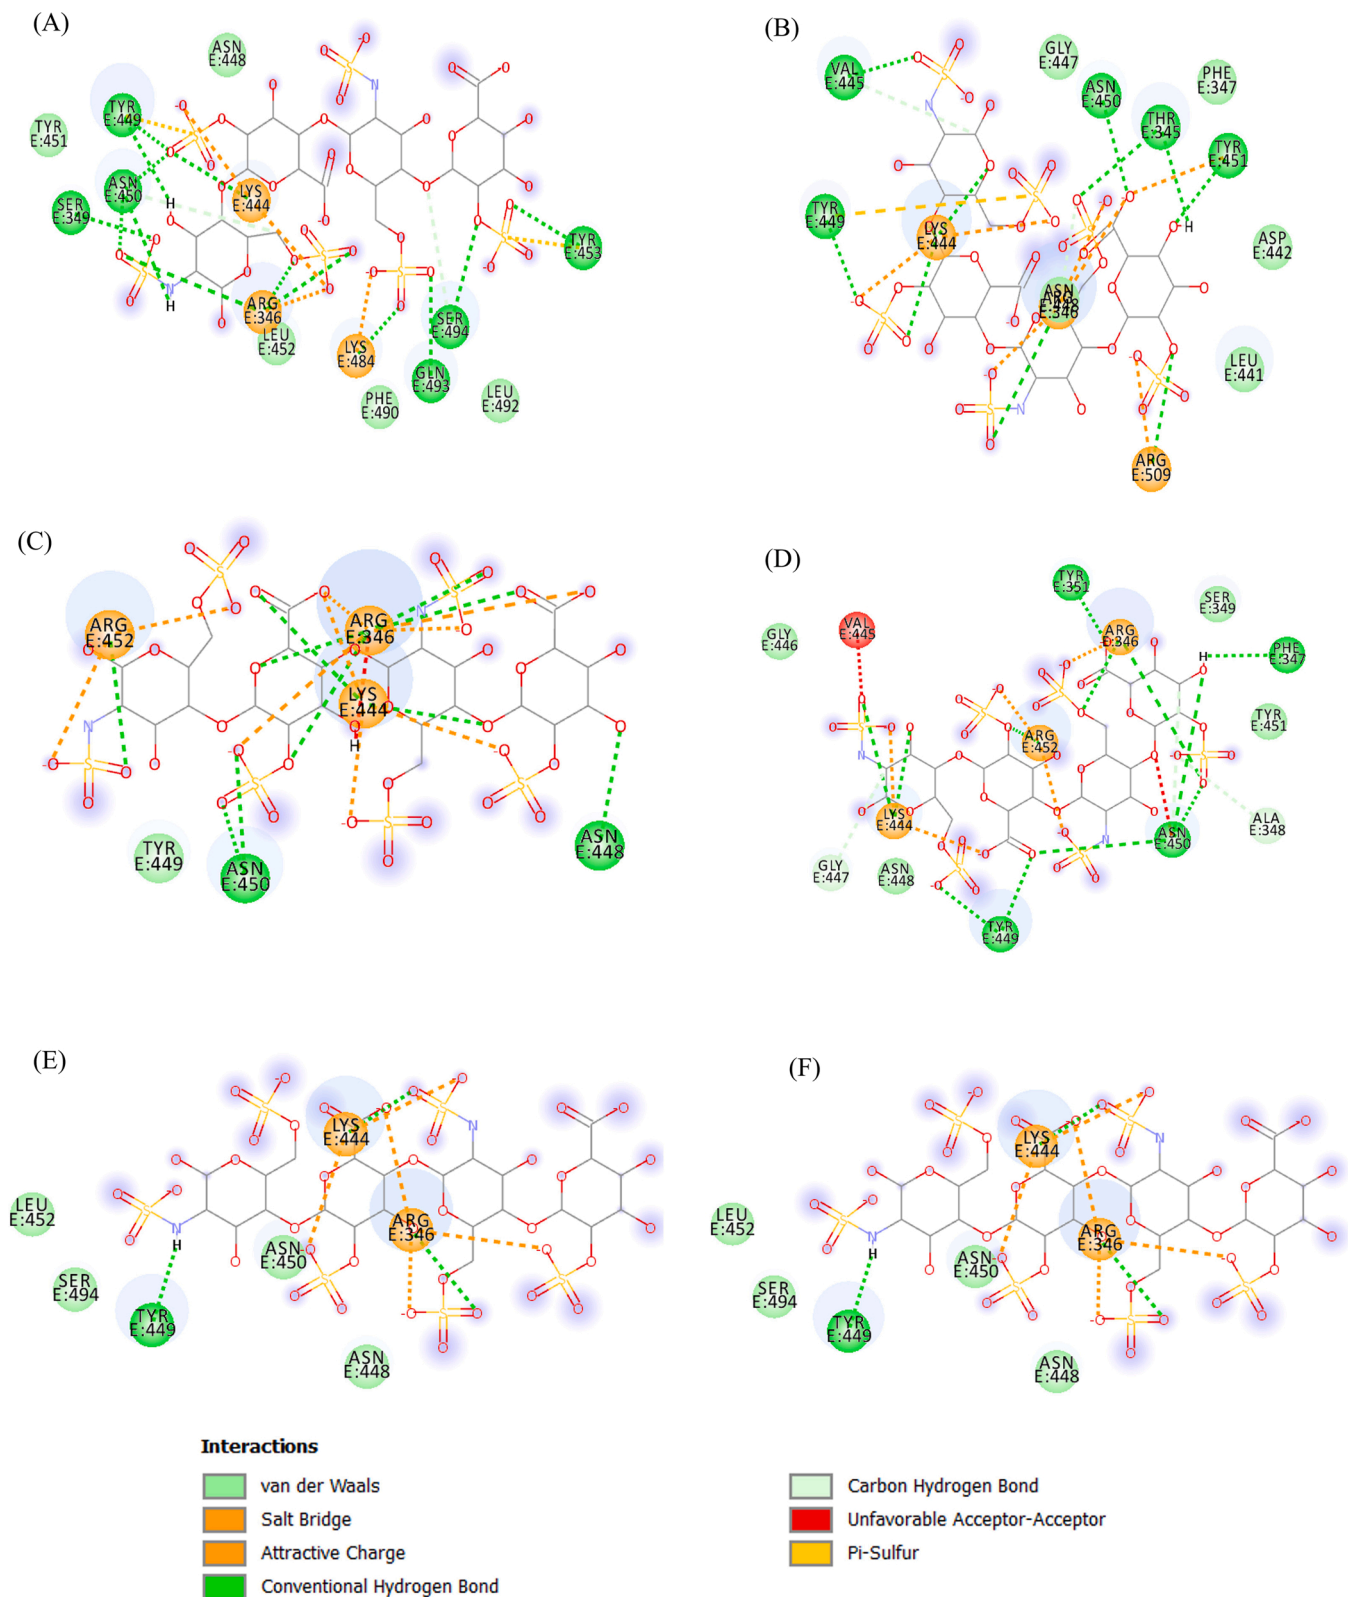 (A)
ASN
E:448
TYR
E:449
TYR
E:451
ASN
E:450
SER
E:349
LYS
E:444
ARG
E:346
LEU
E:452
LYS
E:484
PHE
E:490
GLN
E:493
SER
E:494
LEU
E:492
TYR
E:453
(B)
VAL
E:445
GLY
E:447
ASN
E:450
PHE
E:347
THR
E:345
TYR
E:451
TYR
E:449
LYS
E:444
ASP
E:442
ASN
E:448
ARG
E:346
LEU
E:441
ARG
E:509
(C)
ARG
E:452
ARG
E:346
LYS
E:444
TYR
E:449
ASN
E:450
ASN
E:448
(D)
TYR
E:351
SER
E:349
VAL
E:445
GLY
E:446
ARG
E:346
PHE
E:347
TYR
E:451
ARG
E:452
LYS
E:444
ASN
E:450
ALA
E:348
GLY
E:447
ASN
E:448
TYR
E:449
(E)
LYS
E:444
LEU
E:452
ARG
E:346
ASN
E:450
SER
E:494
TYR
E:449
ASN
E:448
(F)
LYS
E:444
LEU
E:452
ARG
E:346
ASN
E:450
SER
E:494
TYR
E:449
ASN
E:448
Interactions
van der Waals
Salt Bridge
Attractive Charge
Conventional Hydrogen Bond
Carbon Hydrogen Bond
Unfavorable Acceptor-Acceptor
Pi-Sulfur